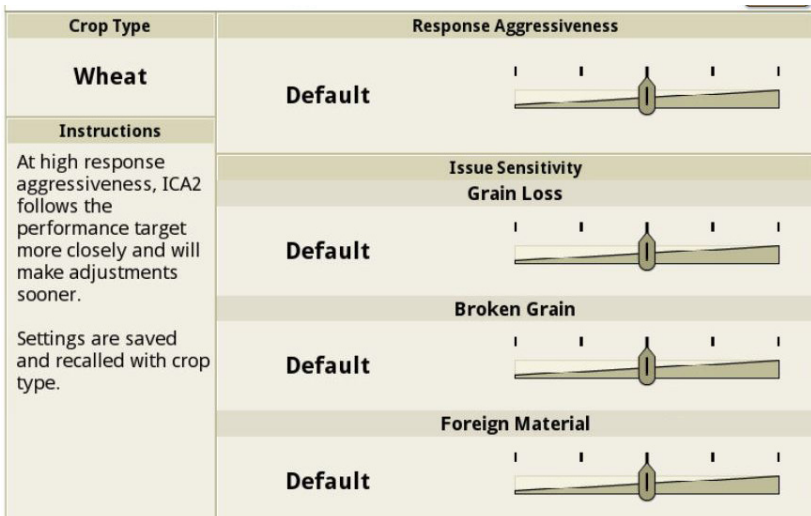 Crop Type
Wheat
Instructions
At high response
aggressiveness, ICA2
follows the
performance target
more closely and will
make adjustments
sooner.
Settings are saved
and recalled with crop
type.
Response Aggressiveness
Default
Issue Sensitivity
Grain Loss
Default
Broken Grain
Default
Foreign Material
Default